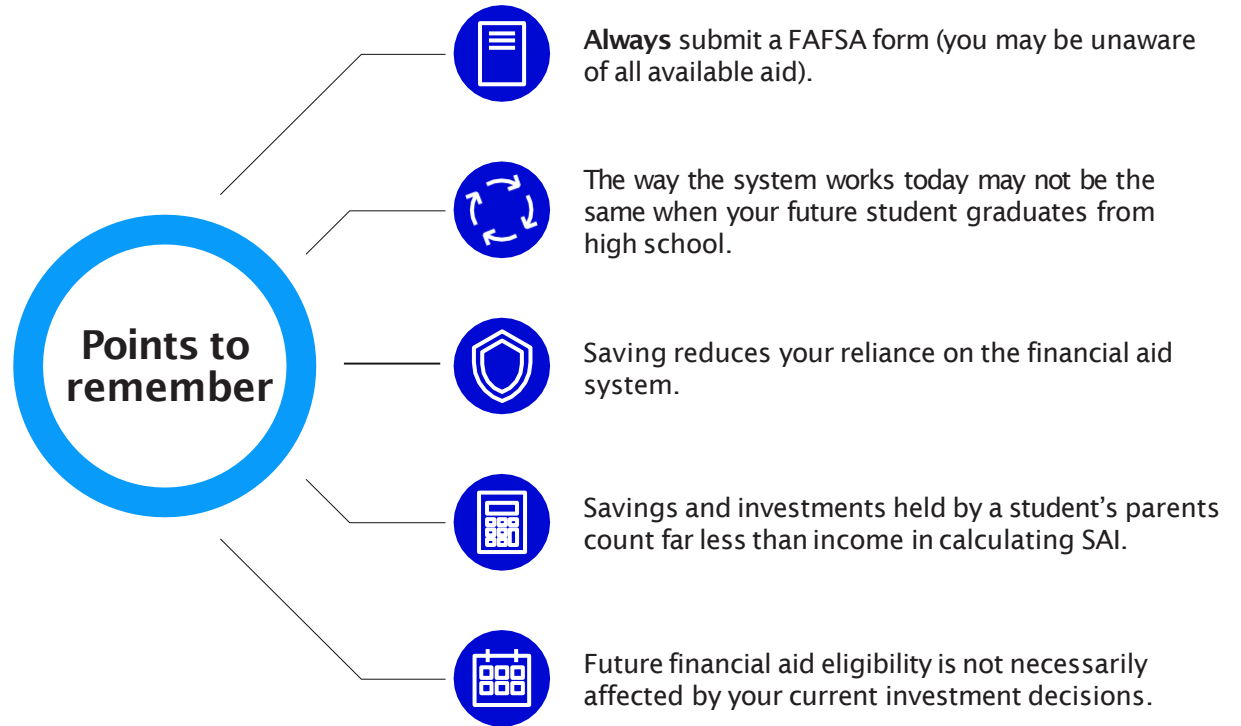 Always submit a FAFSA form (you may be unaware
of all available aid).
The way the system works today may not be the
same when your future student graduates from
high school.
Points to
remember
Saving reduces your reliance on the financial aid
system.
Savings and investments held by a student’s parents
count far less than income in calculating SAI.
Future financial aid eligibility is not necessarily
affected by your current investment decisions.